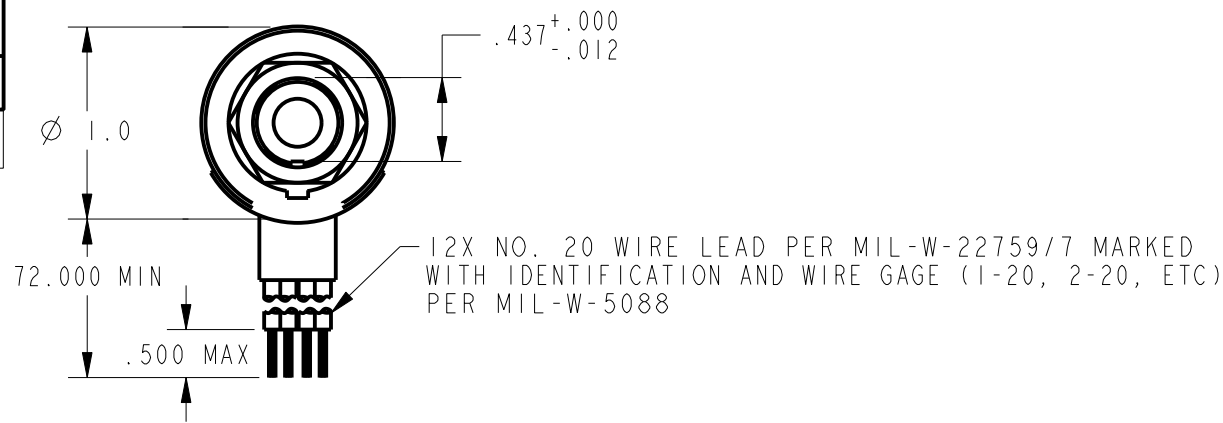 .437 +.000
-.012
Ø 1.0
72.000 MIN
.500 MAX
12X NO. 20 WIRE LEAD PER MIL-W-22759/7 MARKED
WITH IDENTIFICATION AND WIRE GAGE (1-20, 2-20, ETC)
PER MIL-W-5088